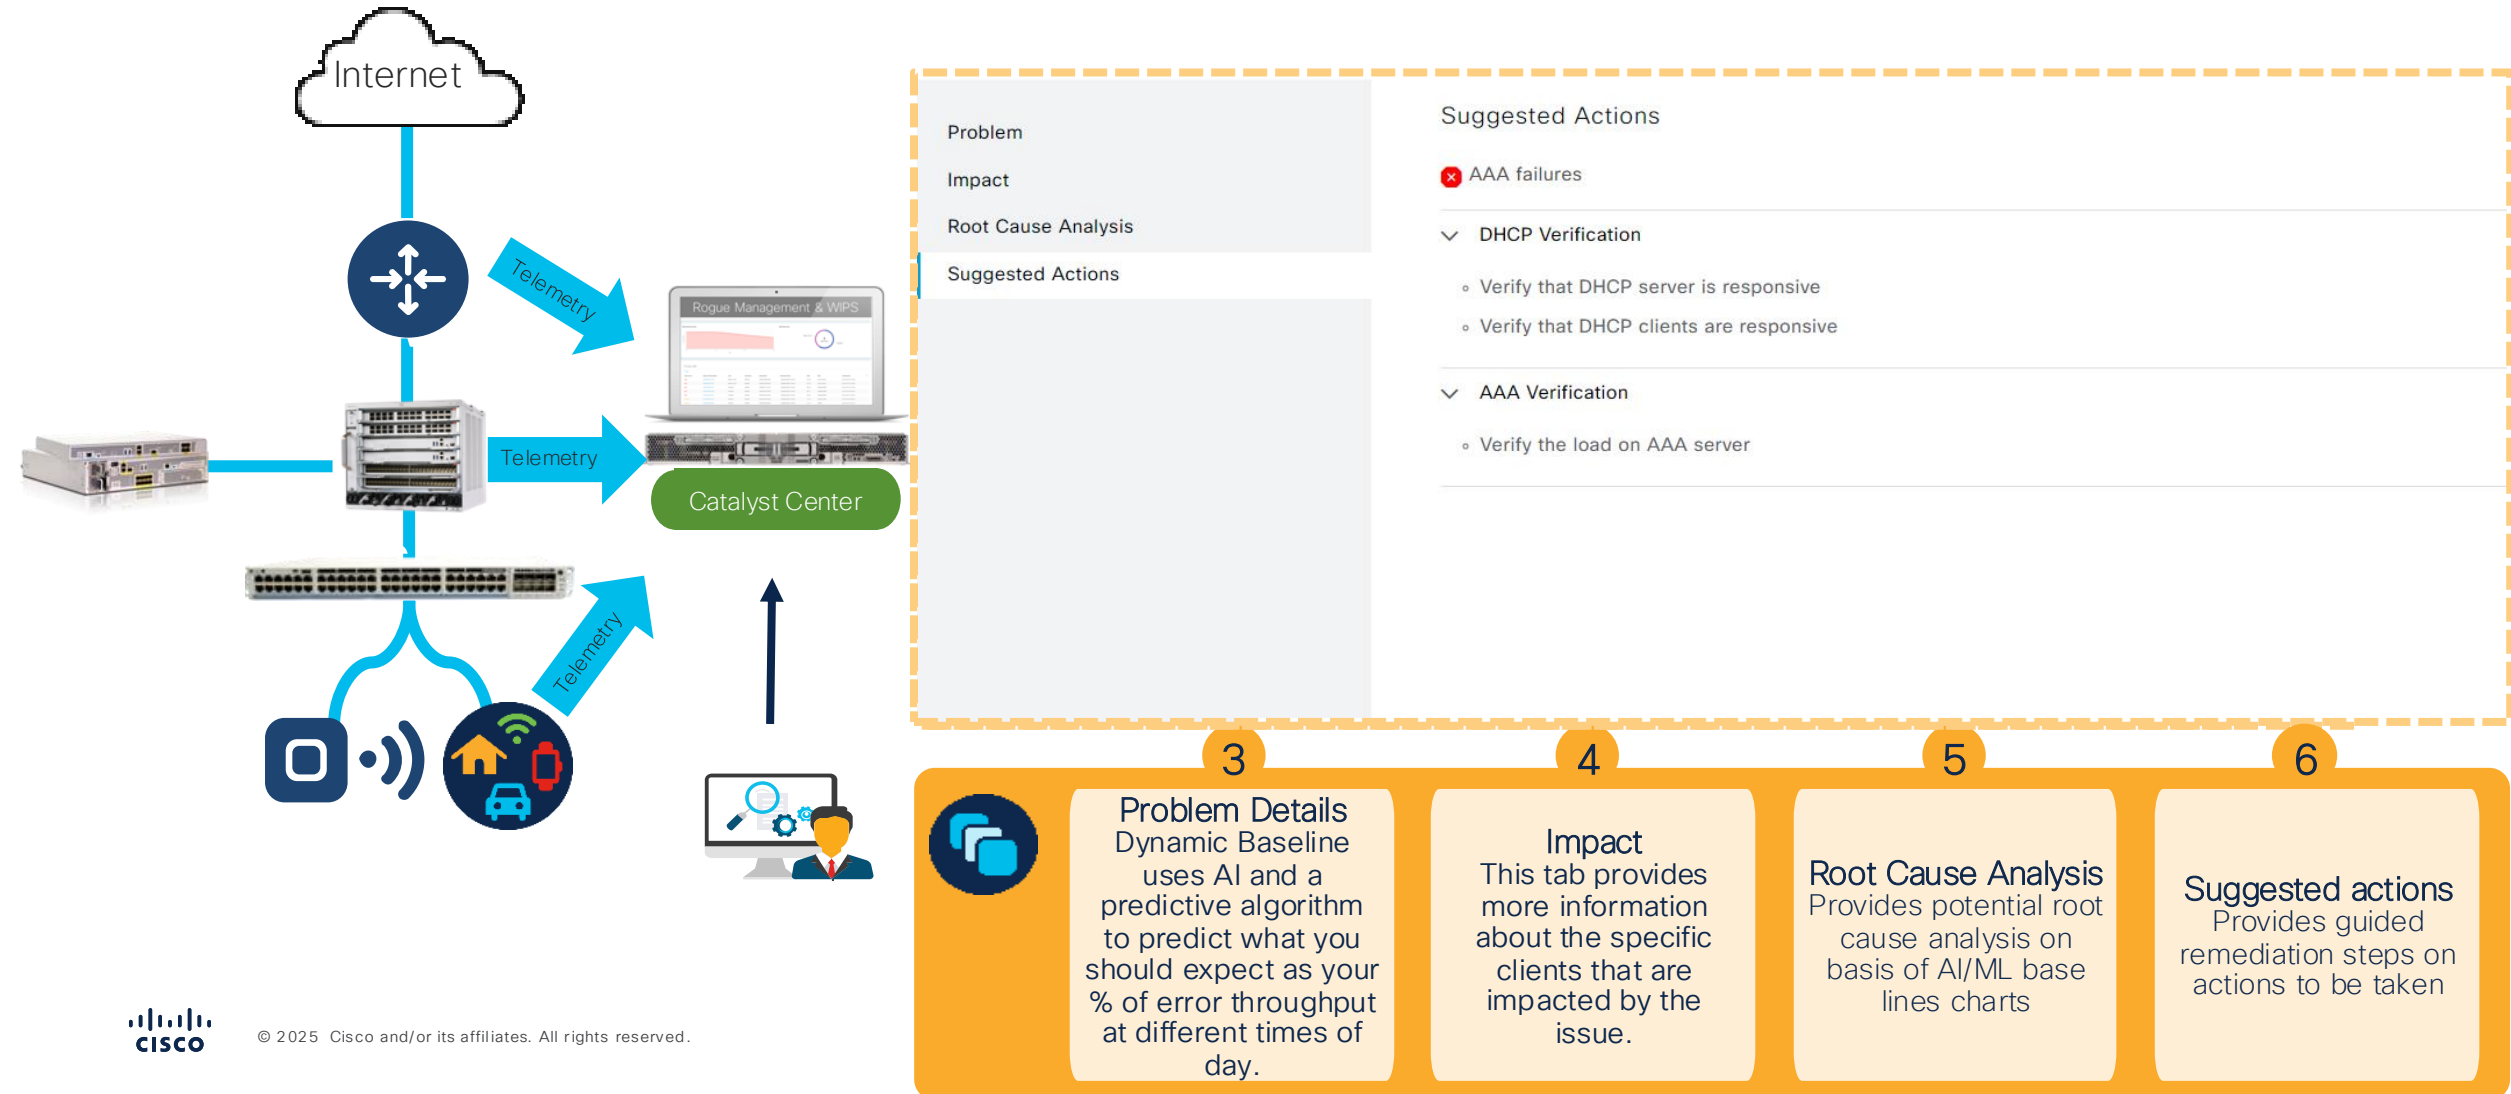 Internet
Telemetry
Rogue Management & WIPS
Telemetry
Catalyst Center
Telemetry
Problem
Impact
Root Cause Analysis
Suggested Actions
Suggested Actions
AAA failures
DHCP Verification
Verify that DHCP server is responsive
Verify that DHCP clients are responsive
AAA Verification
Verify the load on AAA server
3
Problem Details
Dynamic Baseline
uses AI and a
predictive algorithm
to predict what you
should expect as your
% of error throughput
at different times of
day.
4
Impact
This tab provides
more information
about the specific
clients that are
impacted by the
issue.
5
Root Cause Analysis
Provides potential root
cause analysis on
basis of AI/ML base
lines charts
6
Suggested actions
Provides guided
remediation steps on
actions to be taken
CISCO
© 2025 Cisco and/or its affiliates. All rights reserved.